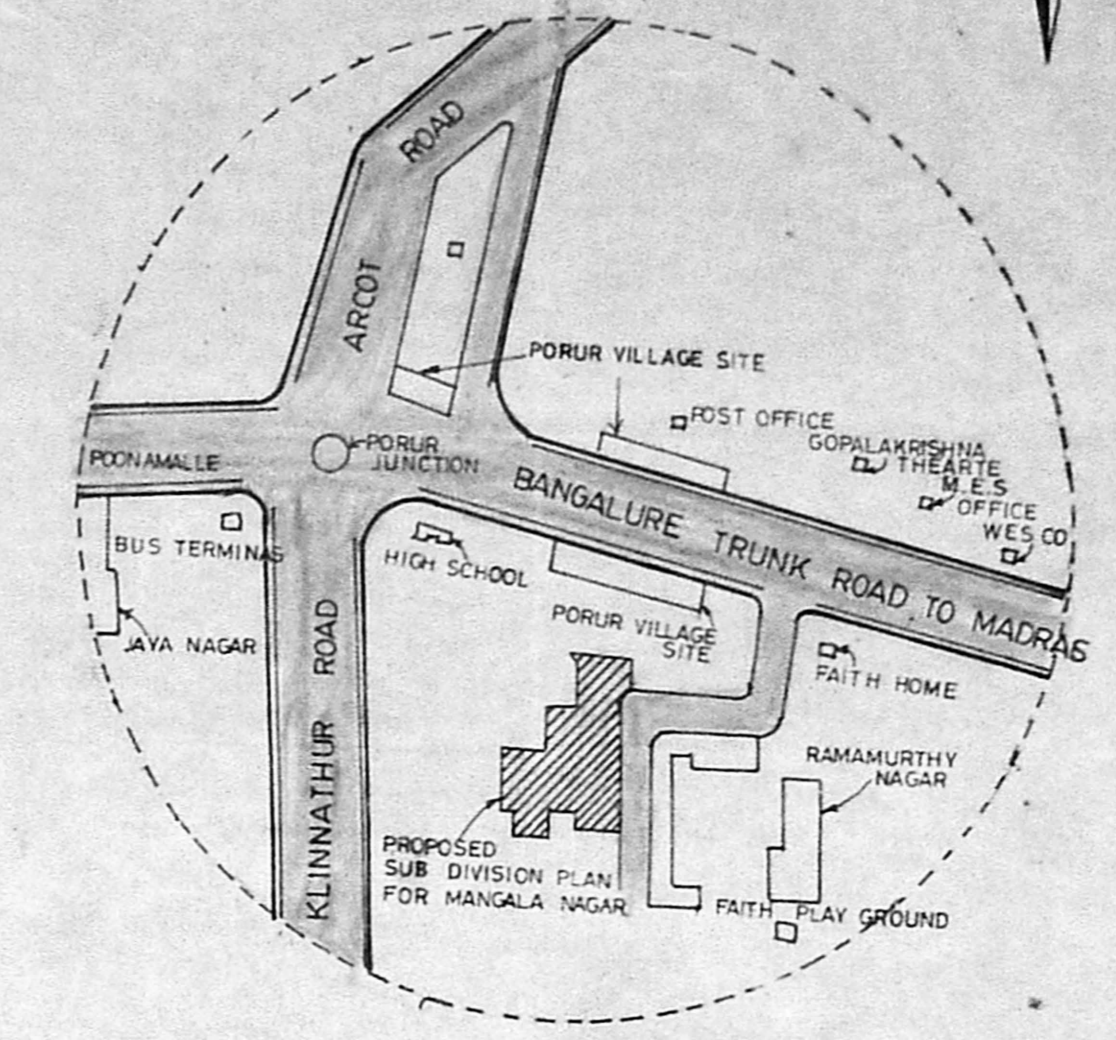 ROAD
ARCOT
PORUR VILLAGE SITE
POST OFFICE
GOPALAKRISHNA
THEARTE
M.E.S
OFFICE
WES CO
PORUR
JUNCTION
POONAMALLE
BANGALURE TRUNK ROAD TO MADRAS
BUS TERMINAS
HIGH SCHOOL
JAYA NAGAR
PORUR VILLAGE
SITE
FAITH HOME
KLINNATHUR ROAD
RAMAMURTHY
NAGAR
PROPOSED
SUB DIVISION PLAN
FOR MANGALA NAGAR
FAITH PLAY GROUND